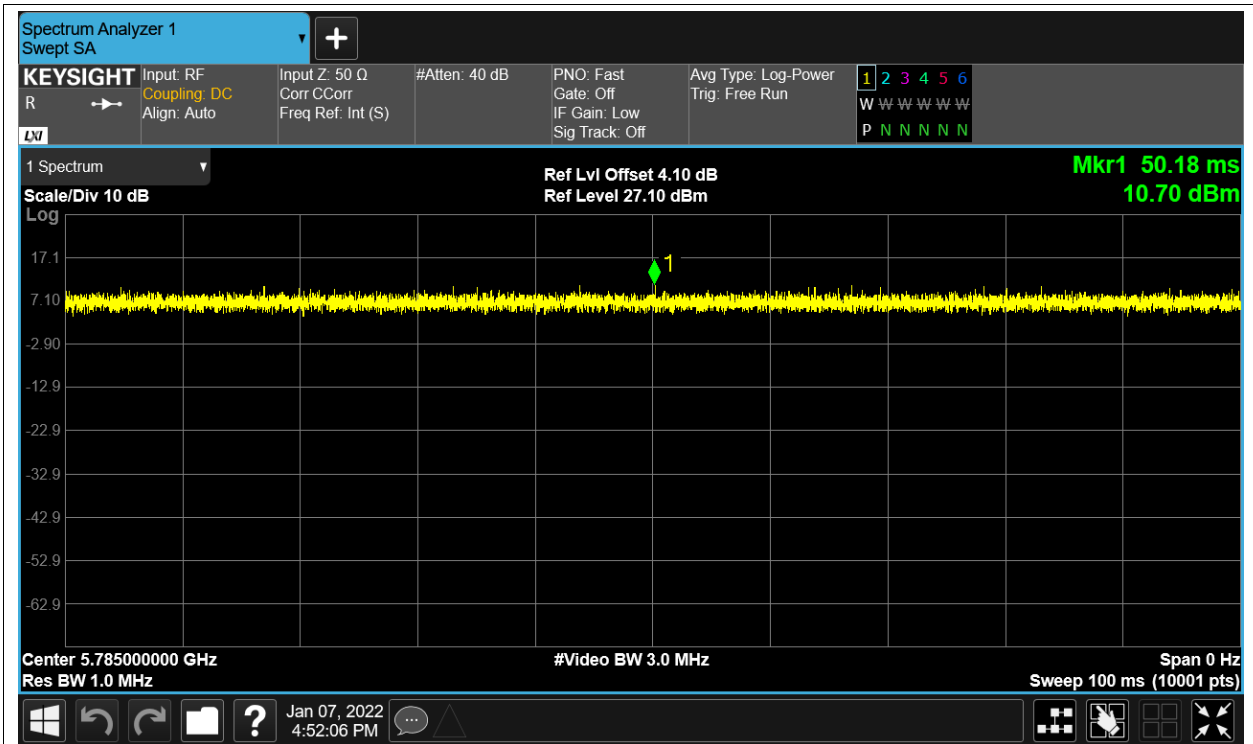 Spectrum Analyzer 1
Swept SA
KEYSIGHT
R
LXI
Input: RF
Coupling: DC
Align: Auto
Input Z: 50 Ω
Corr CCorr
Freq Ref: Int (S)
#Atten: 40 dB
PNO: Fast
Gate: Off
IF Gain: Low
Sig Track: Off
Avg Type: Log-Power
Trig: Free Run
1 2 3 4 5 6
W W W W W W
P N N N N N
1 Spectrum
Scale/Div 10 dB
Ref Lvl Offset 4.10 dB
Ref Level 27.10 dBm
Mkr1 50.18 ms
10.70 dBm
Log
17.1
7.10
-2.90
-12.9
-22.9
-32.9
-42.9
-52.9
-62.9
1
Center 5.785000000 GHz
Res BW 1.0 MHz
#Video BW 3.0 MHz
Span 0 Hz
Sweep 100 ms (10001 pts)
?
Jan 07, 2022
4:52:06 PM